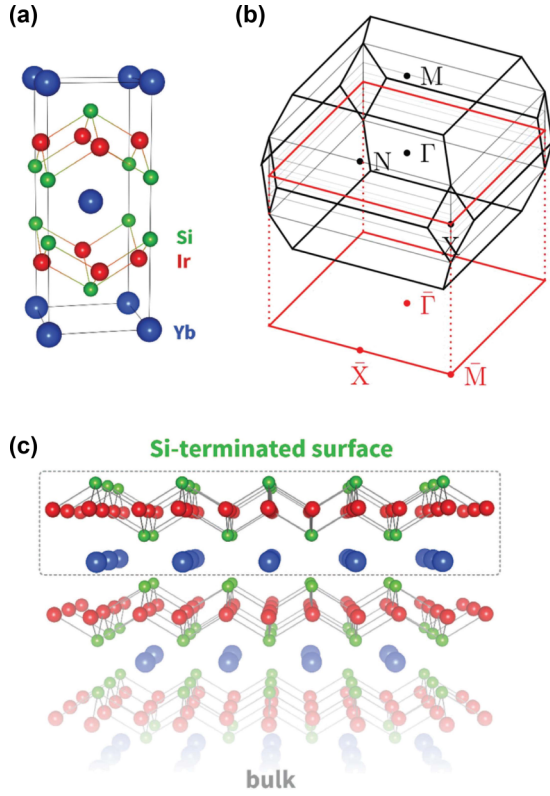 (a)
(b)
Si
Ir
Yb
M
Γ
N
X
Γ̄
X̄
M̄
(c)
Si-terminated surface
bulk